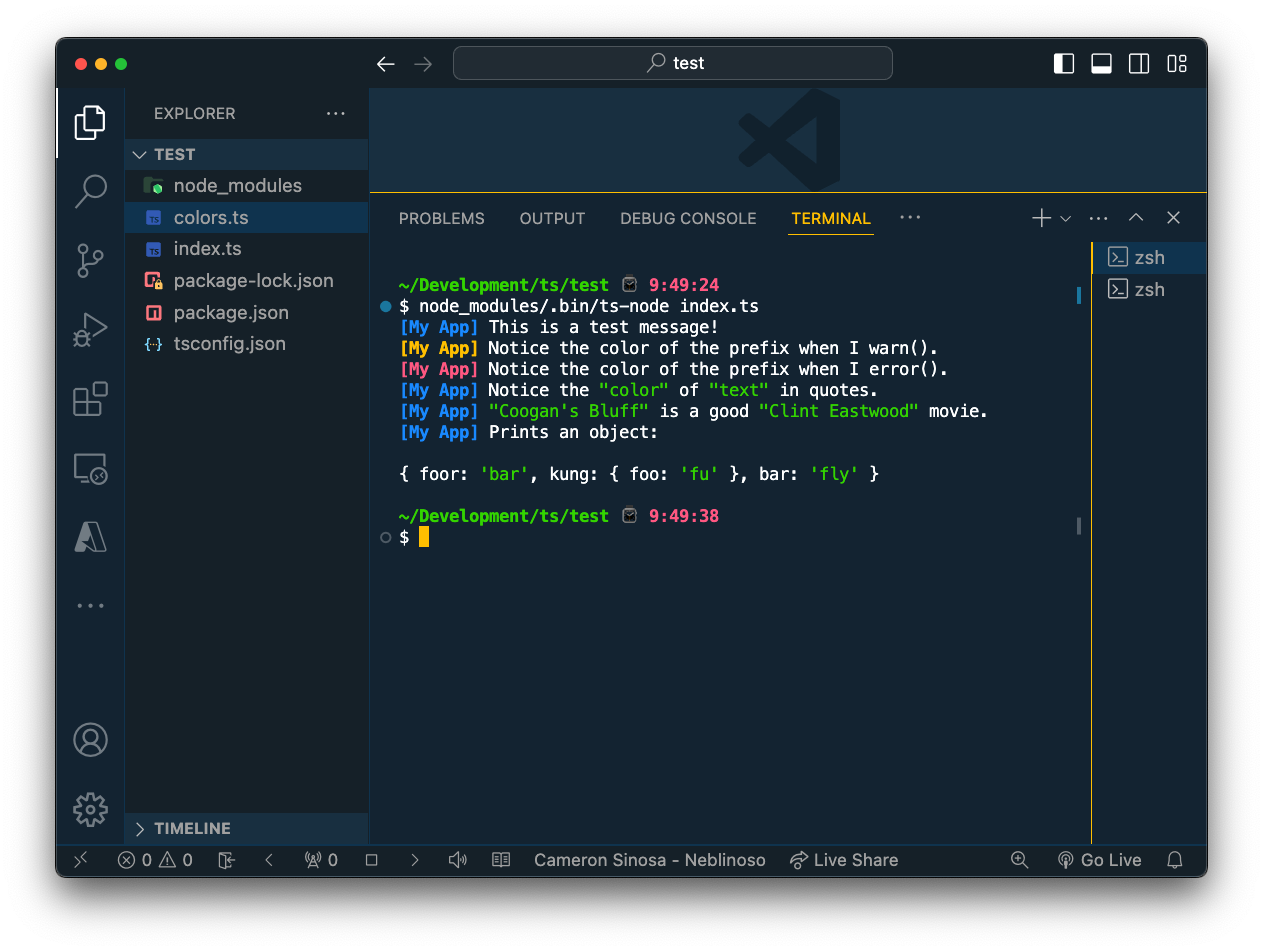 test
EXPLORER
TEST
node_modules
colors.ts
index.ts
package-lock.json
package.json
tsconfig.json
TIMELINE
PROBLEMS OUTPUT DEBUG CONSOLE TERMINAL
~/Development/ts/test 9:49:24
$ node_modules/.bin/ts-node index.ts
[My App] This is a test message!
[My App] Notice the color of the prefix when I warn().
[My App] Notice the color of the prefix when I error().
[My App] Notice the "color" of "text" in quotes.
[My App] "Coogan's Bluff" is a good "Clint Eastwood" movie.
[My App] Prints an object:
{ foor: 'bar', kung: { foo: 'fu' }, bar: 'fly' }
~/Development/ts/test 9:49:38
$
zsh
zsh
0 0 0 Cameron Sinosa - Neblinoso Live Share Go Live